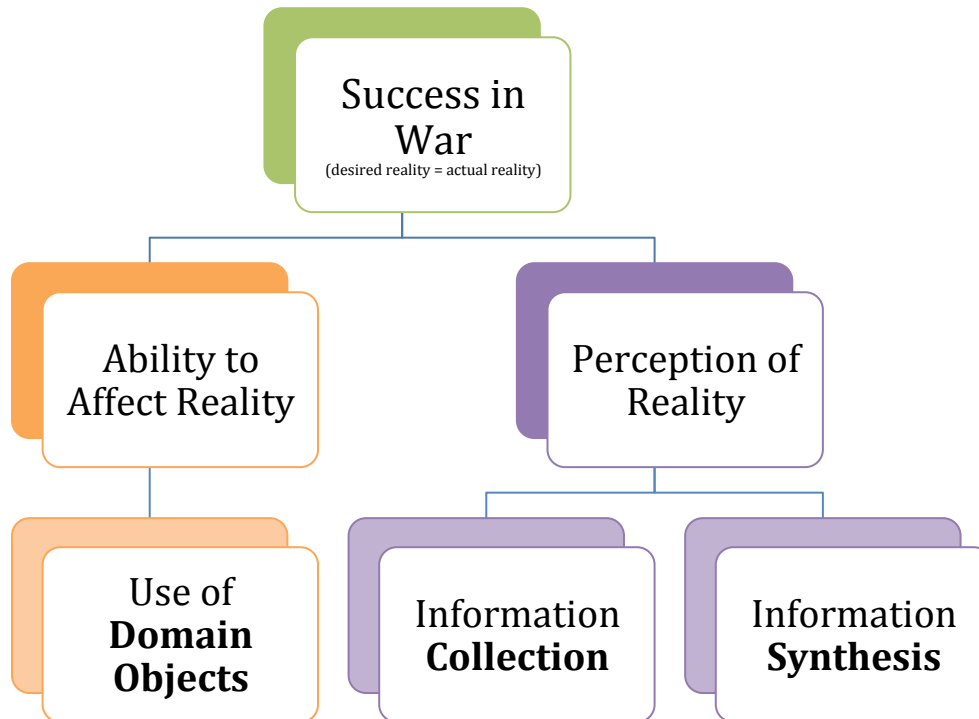 Success in
War
(desired reality = actual reality)
Ability to
Affect Reality
Perception of
Reality
Use of
Domain
Objects
Information
Collection
Information
Synthesis